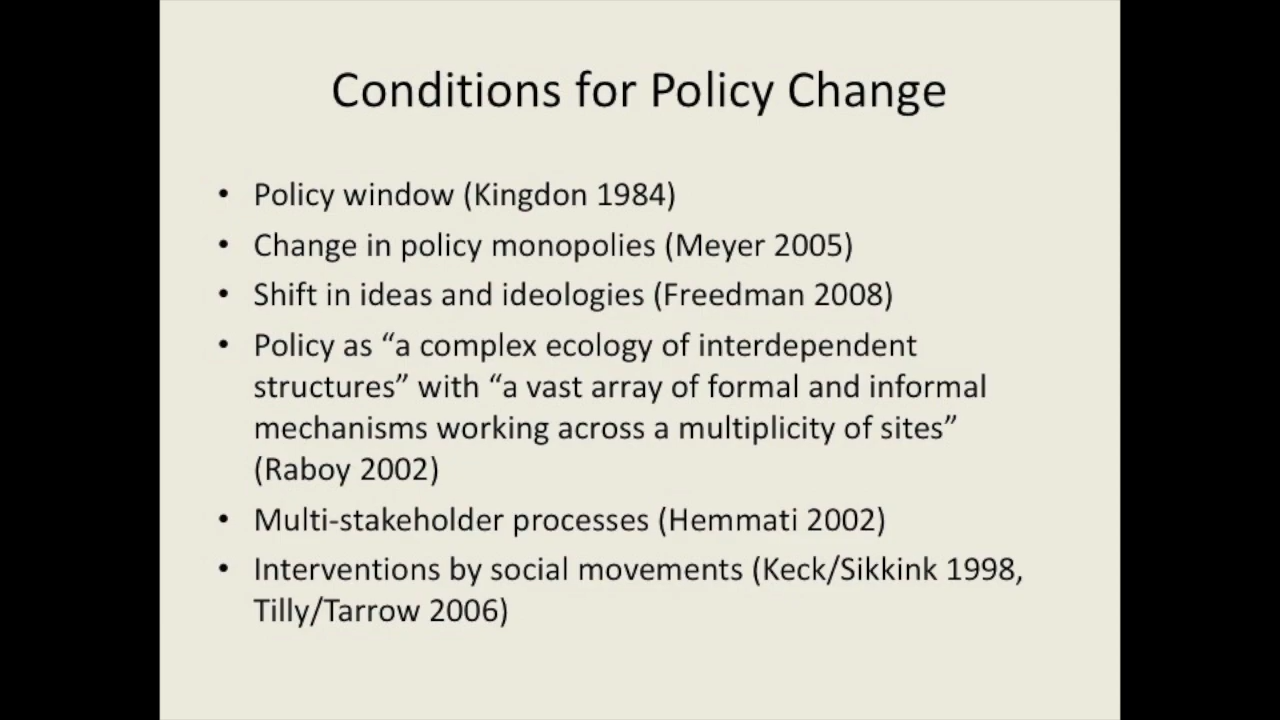 Conditions for Policy Change
• Policy window (Kingdon 1984)
• Change in policy monopolies (Meyer 2005)
• Shift in ideas and ideologies (Freedman 2008)
• Policy as “a complex ecology of interdependent
structures” with “a vast array of formal and informal
mechanisms working across a multiplicity of sites”
(Raboy 2002)
• Multi-stakeholder processes (Hemmati 2002)
• Interventions by social movements (Keck/Sikkink 1998,
Tilly/Tarrow 2006)